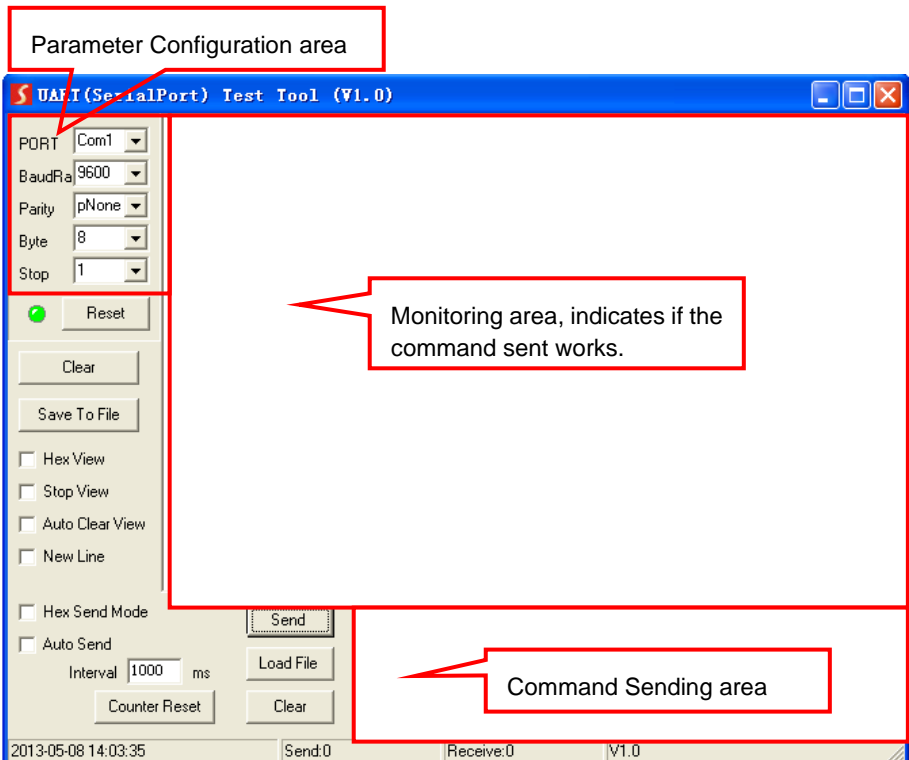 Parameter Configuration area
UART(SerialPort) Test Tool (V1.0)
PORT Com1
BaudRa 9600
Parity pNone
Byte 8
Stop 1
Reset
Monitoring area, indicates if the
command sent works.
Clear
Save To File
Hex View
Stop View
Auto Clear View
New Line
Hex Send Mode
Send
Auto Send
Interval 1000 ms
Load File
Command Sending area
Counter Reset
Clear
2013-05-08 14:03:35 Send:0 Receive:0 V1.0